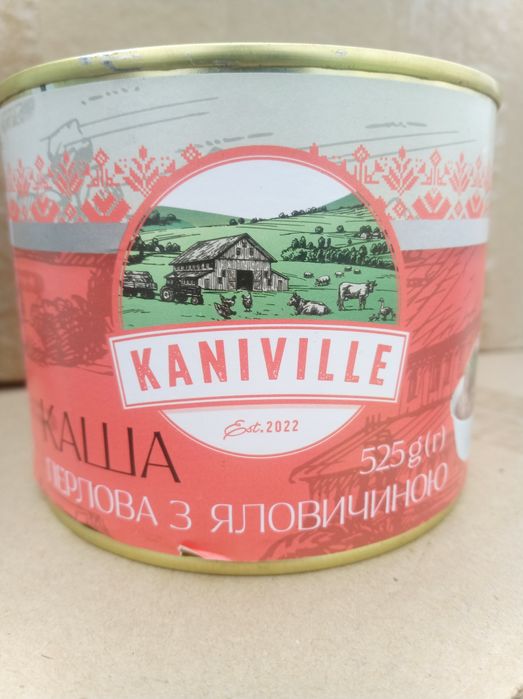 KANIVILLE
Est. 2022
КАША
525 g(г)
ПЕРЛОВА З ЯЛОВИЧИНОЮ